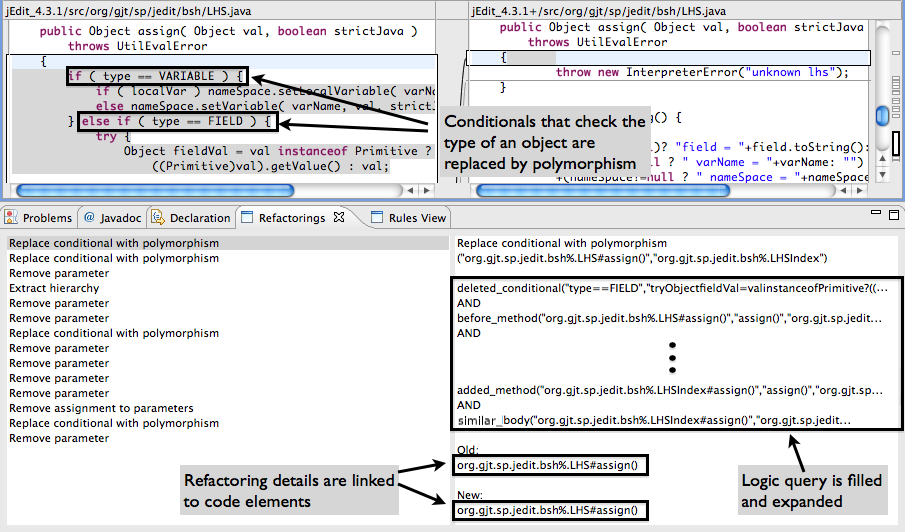 jEdit_4.3.1/src/org/gjt/sp/jedit/bsh/LHS.java
public Object assign( Object val, boolean strictJava )
throws UtilEvalError
{
if ( type == VARIABLE ) {
if ( localVar ) nameSpace.setLocalVariable( varNa
else nameSpace.setVariable( varName, val, strictJ
} else if ( type == FIELD ) {
try {
Object fieldVal = val instanceof Primitive ?
((Primitive)val).getValue() : val;
jEdit_4.3.1+/src/org/gjt/sp/jedit/bsh/LHS.java
public Object assign( Object val, boolean strictJava )
throws UtilEvalError
{
throw new InterpreterError("unknown lhs");
}
g() {
)? "field = "+field.toString():
ull ? " varName = "+varName: "")
+(nameSpace!=null ? " nameSpace = "+nameSpace
Conditionals that check the
type of an object are
replaced by polymorphism
Problems
@ Javadoc
Declaration
Refactorings
Rules View
Replace conditional with polymorphism
Replace conditional with polymorphism
Remove parameter
Extract hierarchy
Remove parameter
Remove parameter
Replace conditional with polymorphism
Remove parameter
Remove parameter
Remove parameter
Remove parameter
Remove assignment to parameters
Replace conditional with polymorphism
Remove parameter
Replace conditional with polymorphism
("org.gjt.sp.jedit.bsh%.LHS#assign()","org.gjt.sp.jedit.bsh%.LHSIndex")
deleted_conditional("type==FIELD","tryObjectfieldVal=valinstanceofPrimitive?((...
AND
before_method("org.gjt.sp.jedit.bsh%.LHS#assign()","assign()","org.gjt.sp.jedit...
AND
added_method("org.gjt.sp.jedit.bsh%.LHSIndex#assign()","assign()","org.gjt.sp...
AND
similar_body("org.gjt.sp.jedit.bsh%.LHSIndex#assign()","org.gjt.sp.jedit...
Old:
org.gjt.sp.jedit.bsh%.LHS#assign()
New:
org.gjt.sp.jedit.bsh%.LHS#assign()
Refactoring details are linked
to code elements
Logic query is filled
and expanded